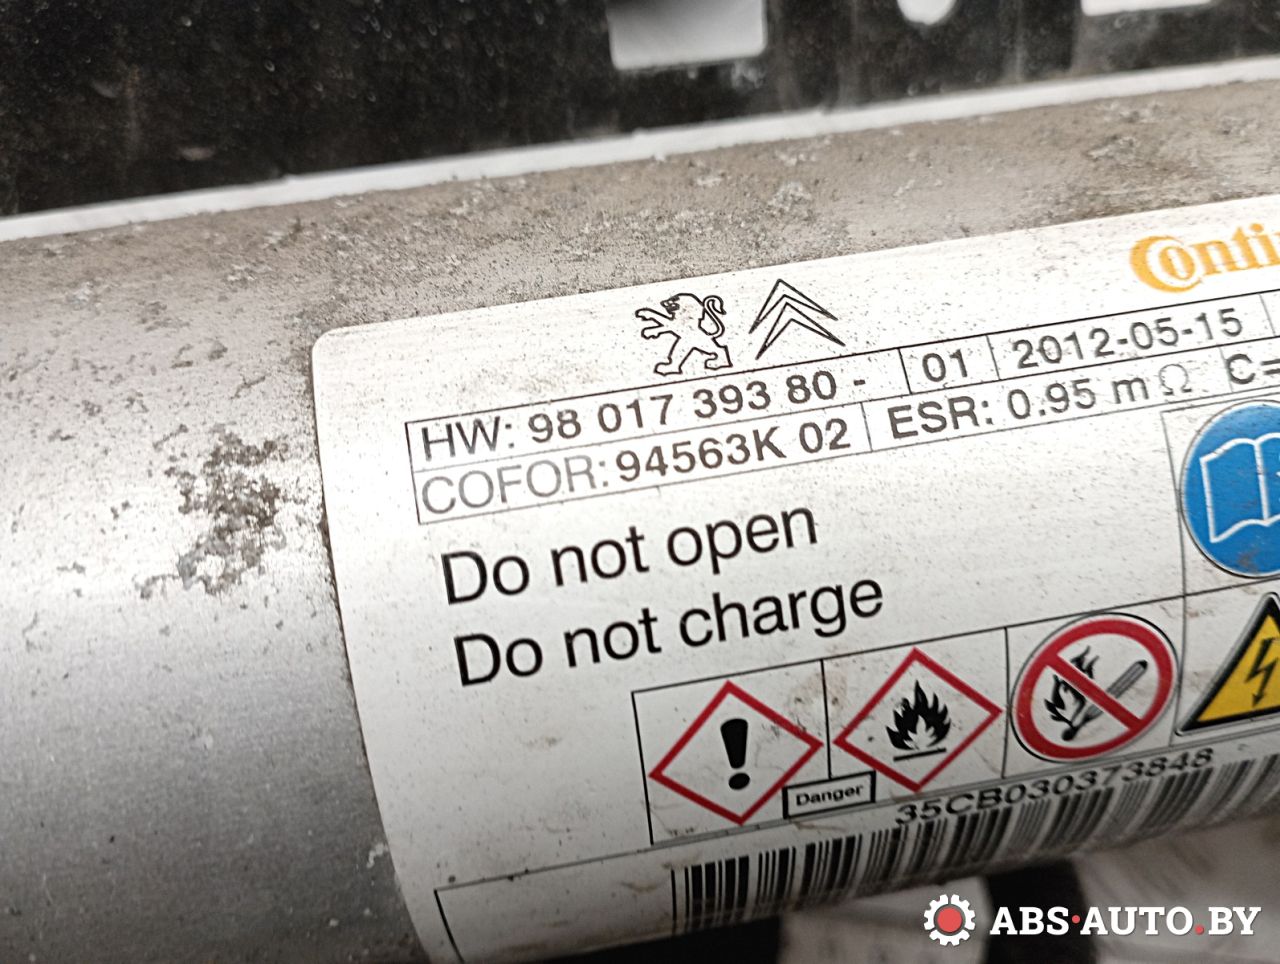 Conti
HW: 98 017 393 80 - 01 2012-05-15
COFOR: 94563K 02 ESR: 0.95 mΩ C=
Do not open
Do not charge
Danger
35CB030373848
ABS·AUTO.BY